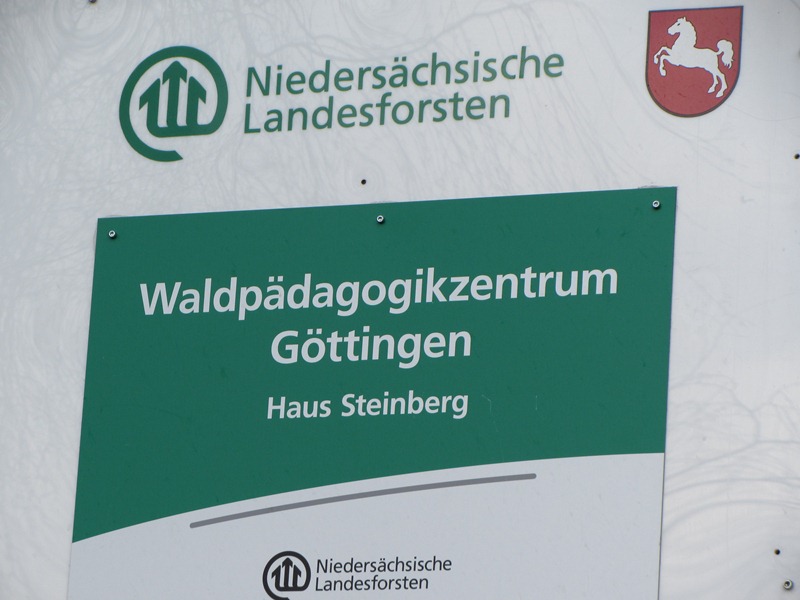 Niedersächsische
Landesforsten
Waldpädagogikzentrum
Göttingen
Haus Steinberg
Niedersächsische
Landesforsten